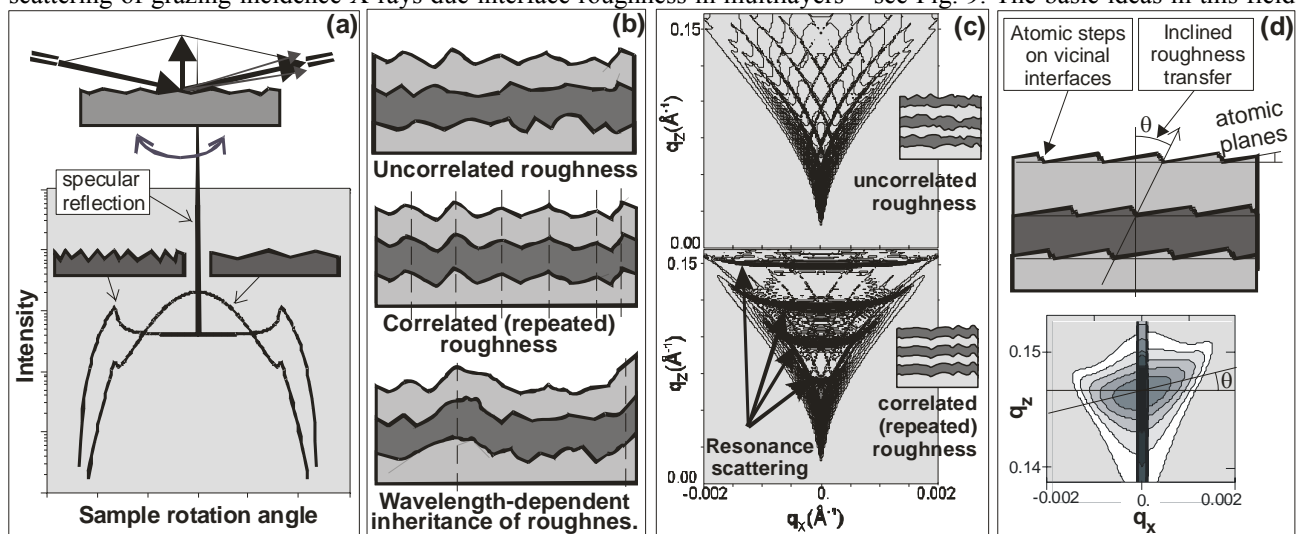 scattering of grazing incidence X-rays due interface roughness in multilayers – see Fig. 9. The basic ideas in this field
(a)
specular
reflection
Intensity
Sample rotation angle
(b)
Uncorrelated roughness
Correlated (repeated)
roughness
Wavelength-dependent
inheritance of roughnes.
(c)
0.15
qZ(Å-1)
uncorrelated
roughness
0.00
0.15
qZ(Å-1)
Resonance
scattering
correlated
(repeated)
roughness
0.00
-0.002 0. 0.002
qX(Å-1)
(d)
Atomic steps
on vicinal
interfaces
Inclined
roughness
transfer
θ
atomic
planes
0.15
θ
qz
0.14
-0.002 0. 0.002
qx